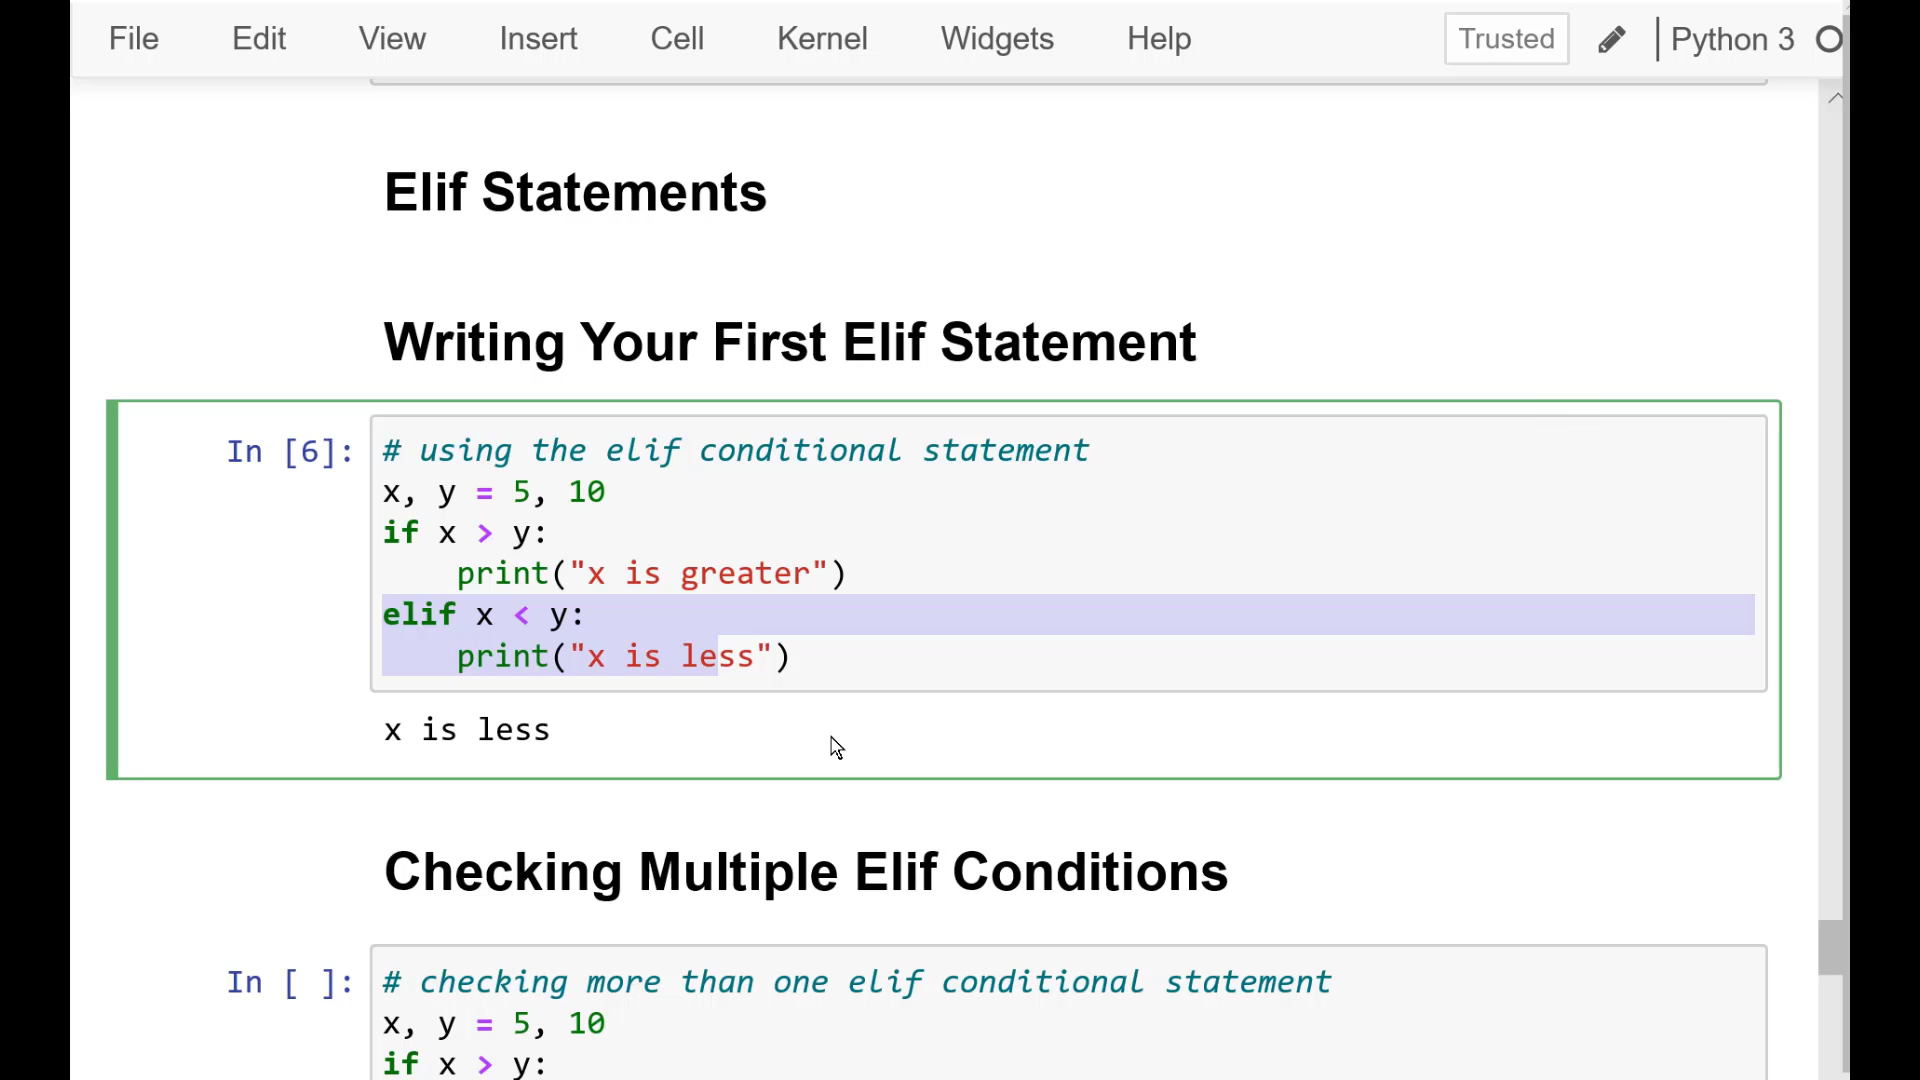 File Edit View Insert Cell Kernel Widgets Help Trusted Python 3
Elif Statements
Writing Your First Elif Statement
In [6]: # using the elif conditional statement
x, y = 5, 10
if x > y:
    print("x is greater")
elif x < y:
    print("x is less")
x is less
Checking Multiple Elif Conditions
In [ ]: # checking more than one elif conditional statement
x, y = 5, 10
if x > y: